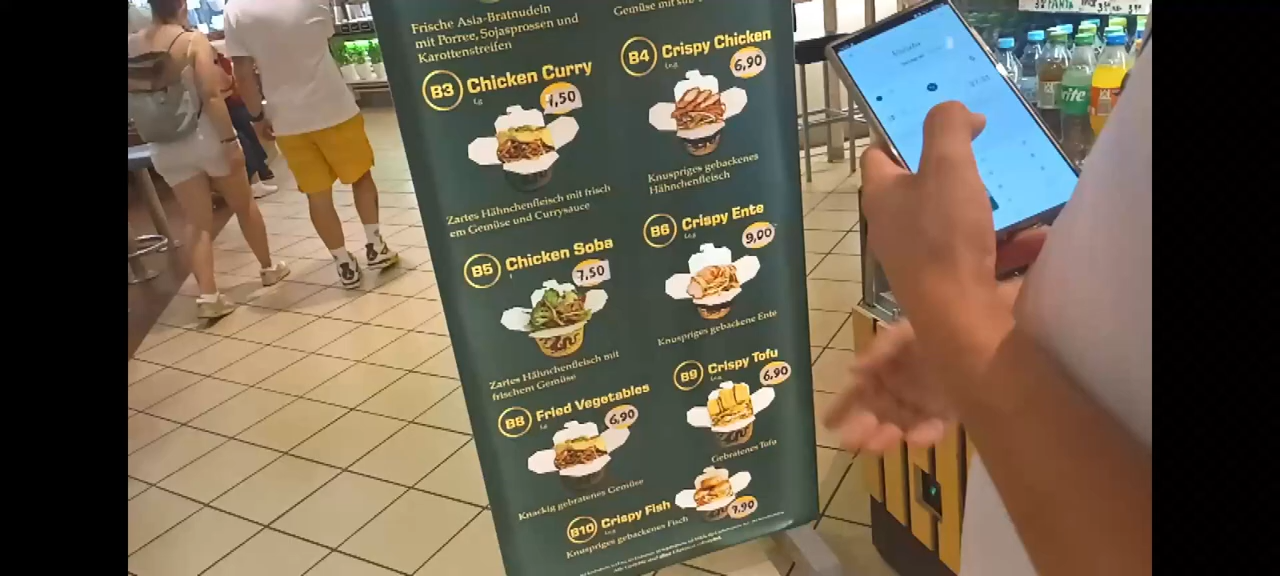 Frische Asia-Bratnudeln
mit Porree, Sojasprossen und
Karottenstreifen
B3 Chicken Curry
7,50
Zartes Hähnchenfleisch mit frisch
em Gemüse und Currysauce
B5 Chicken Soba
7,50
Zartes Hähnchenfleisch mit
frischem Gemüse
B8 Fried Vegetables
6,90
Knackig gebratenes Gemüse
B10 Crispy Fish
7,90
Knuspriges gebackenes Fisch
Gemüse mit
B4 Crispy Chicken
6,90
Knuspriges gebackenes
Hähnchenfleisch
B6 Crispy Ente
9,00
Knuspriges gebackene Ente
B9 Crispy Tofu
6,90
Gebratenes Tofu
rite